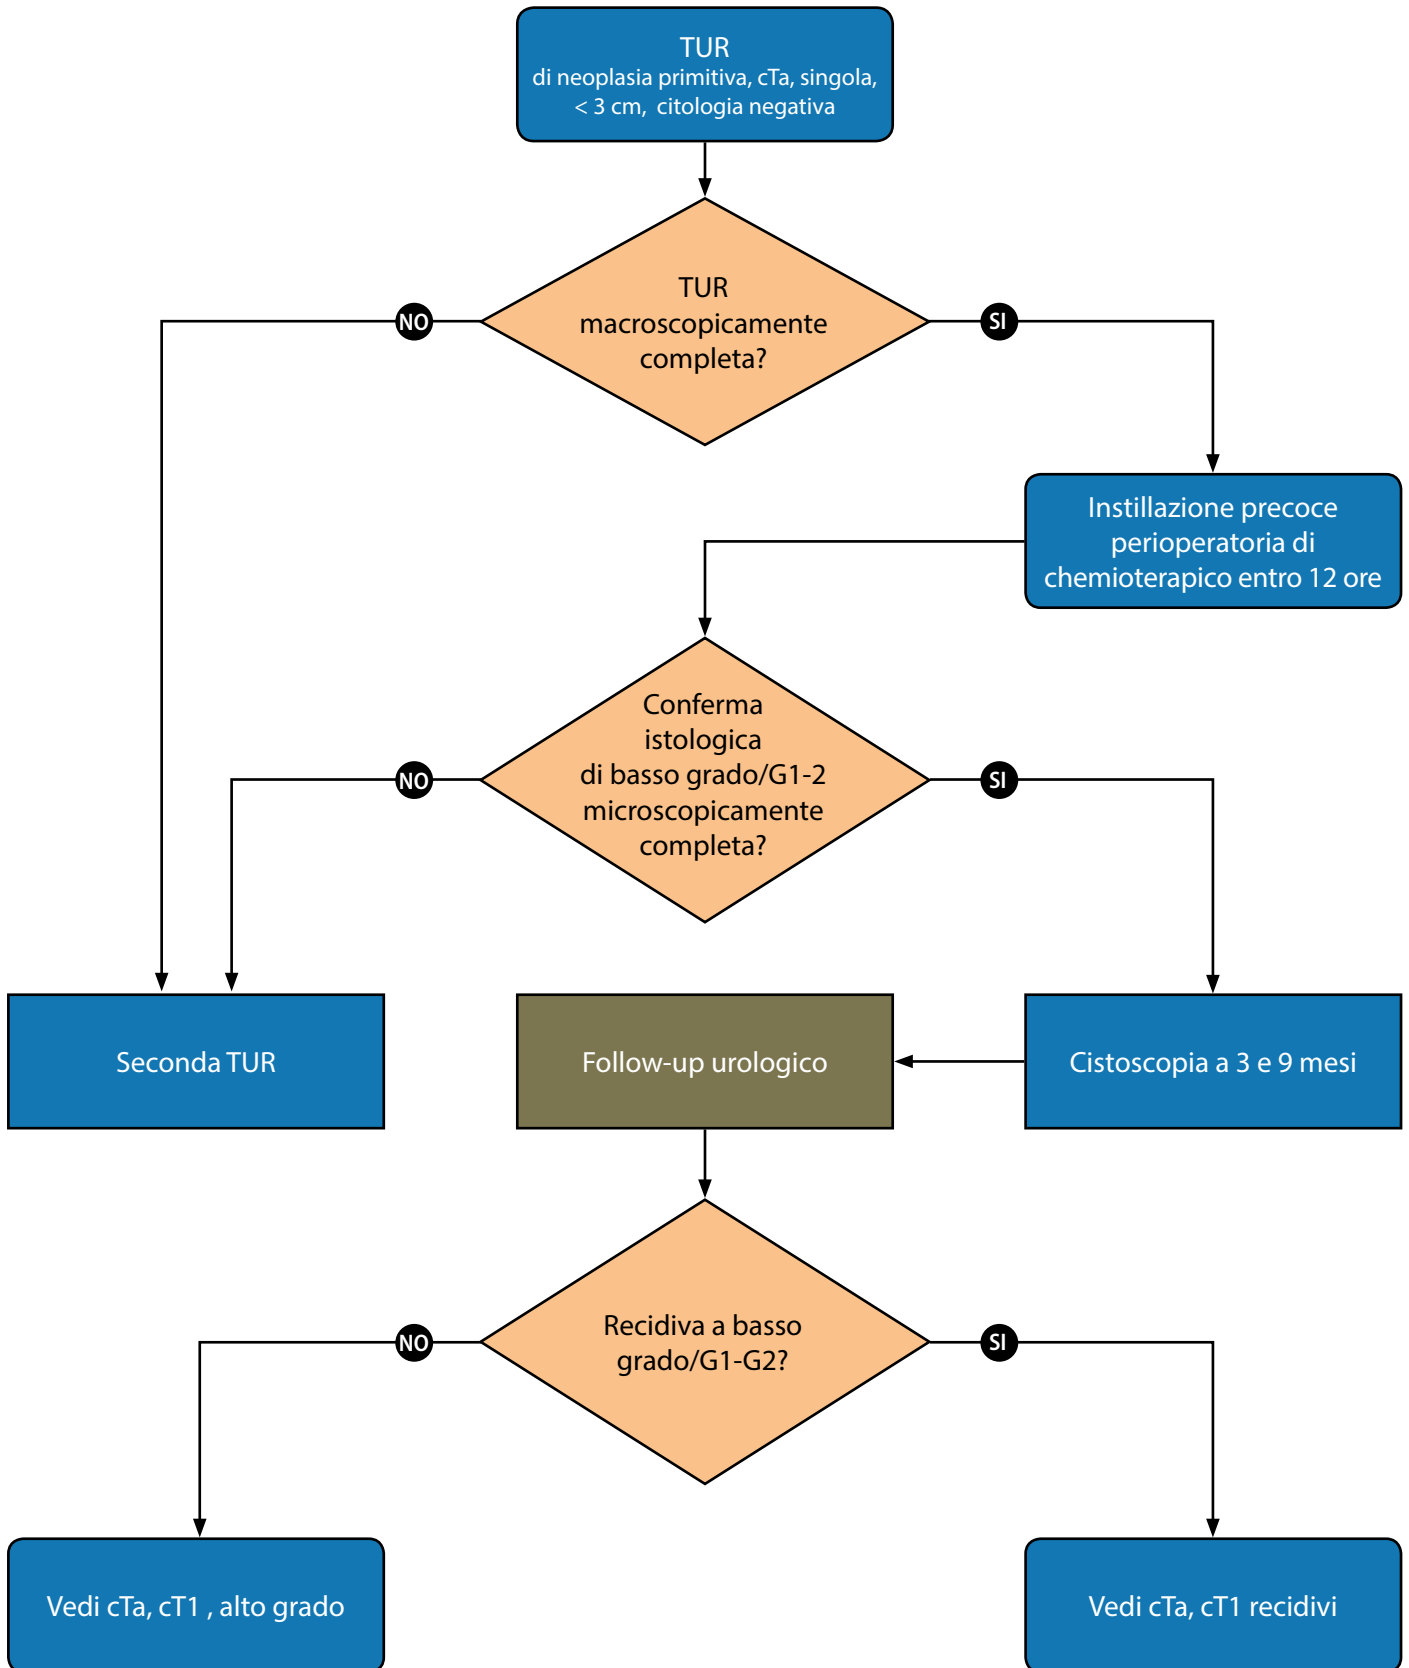 TUR
di neoplasia primitiva, cTa, singola,
< 3 cm, citologia negativa
TUR
macroscopicamente
completa?
NO
SI
Instillazione precoce
perioperatoria di
chemioterapico entro 12 ore
Conferma
istologica
di basso grado/G1-2
microscopicamente
completa?
NO
SI
Seconda TUR
Follow-up urologico
Cistoscopia a 3 e 9 mesi
Recidiva a basso
grado/G1-G2?
NO
SI
Vedi cTa, cT1 , alto grado
Vedi cTa, cT1 recidivi